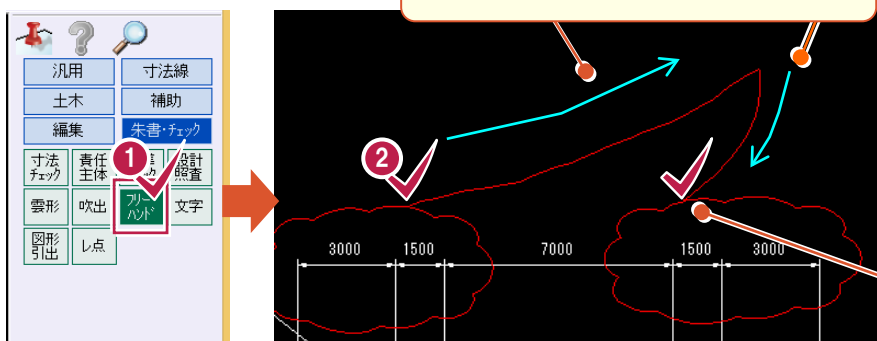 汎用 寸法線
土木 補助
編集 朱書・チェック
寸法チェック 責任主体 設計照査
雲形 吹出 フリーハンド 文字
図形引出 レ点
1
2
3000 1500 7000 1500 3000